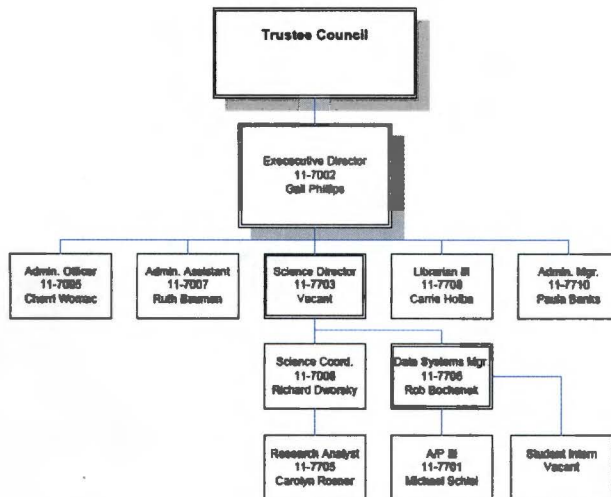 Trustee Council
Exececutive Director
11-7002
Gail Phillips
Admin. Officer
11-7005
Cherri Womac
Admin. Assistant
11-7007
Ruth
Science Director
11-7703
Vacant
Librarian III
11-7708
Carrie Holba
Admin. Mgr.
11-7710
Paula Banks
Science Coord.
11-7008
Richard Dworsky
Data Systems Mgr
11-7706
Rob Bochenek
Research Analyst
11-7705
Carolyn Rosner
A/P III
11-7701
Michael Schlei
Student Intern
Vacant